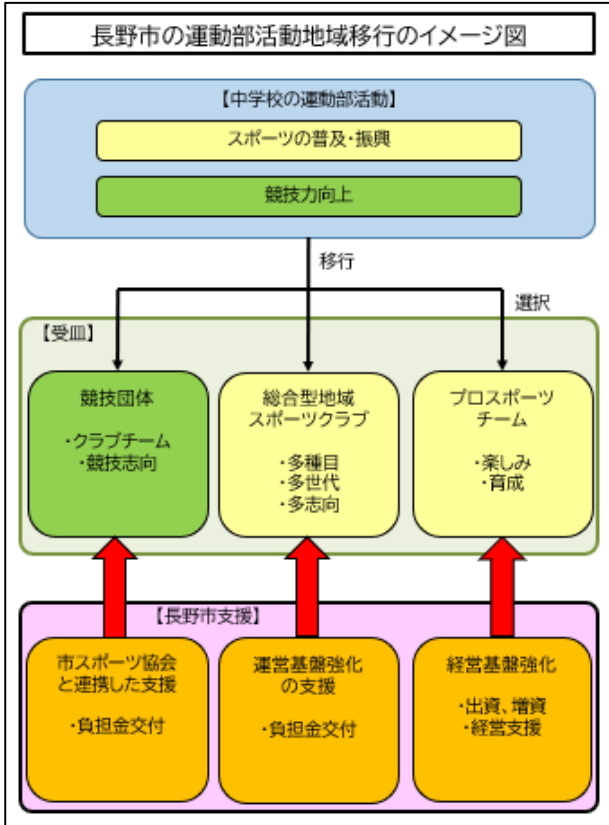 長野市の運動部活動地域移行のイメージ図
【中学校の運動部活動】
スポーツの普及・振興
競技力向上
移行
選択
【受皿】
競技団体
・クラブチーム
・競技志向
総合型地域
スポーツクラブ
・多種目
・多世代
・多志向
プロスポーツ
チーム
・楽しみ
・育成
【長野市支援】
市スポーツ協会
と連携した支援
・負担金交付
運営基盤強化
の支援
・負担金交付
経営基盤強化
・出資、増資
・経営支援